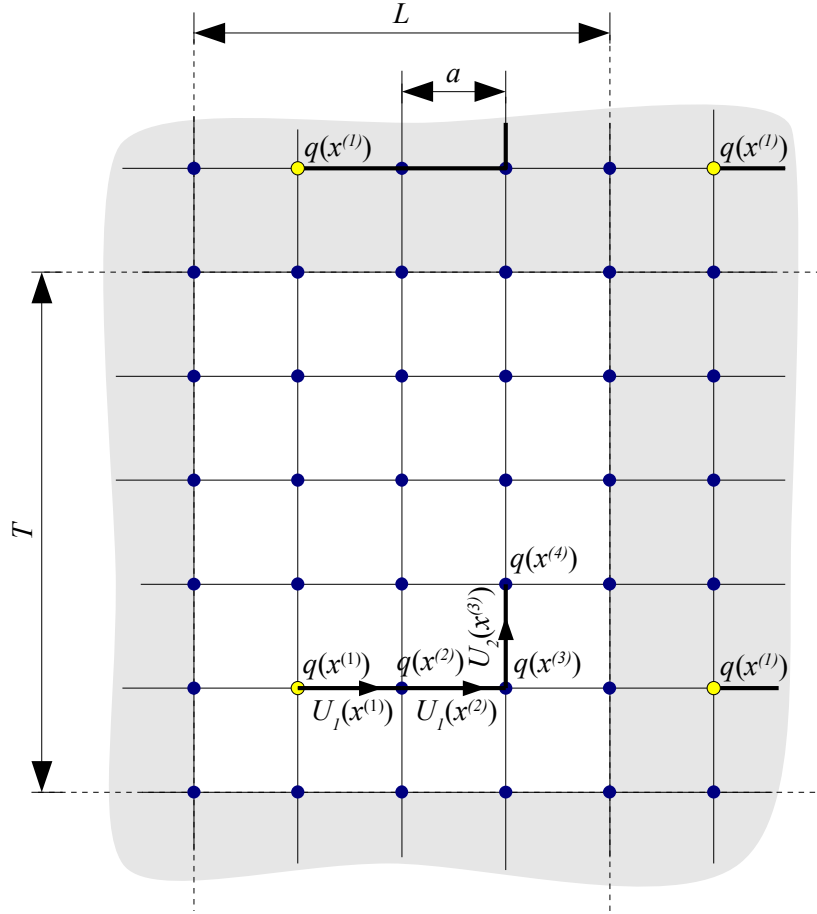 L
a
q(x⁽¹⁾)
q(x⁽¹⁾)
T
q(x⁽⁴⁾)
U₂(x⁽³⁾)
q(x⁽¹⁾)
q(x⁽²⁾)
q(x⁽³⁾)
q(x⁽¹⁾)
U₁(x⁽¹⁾)
U₁(x⁽²⁾)